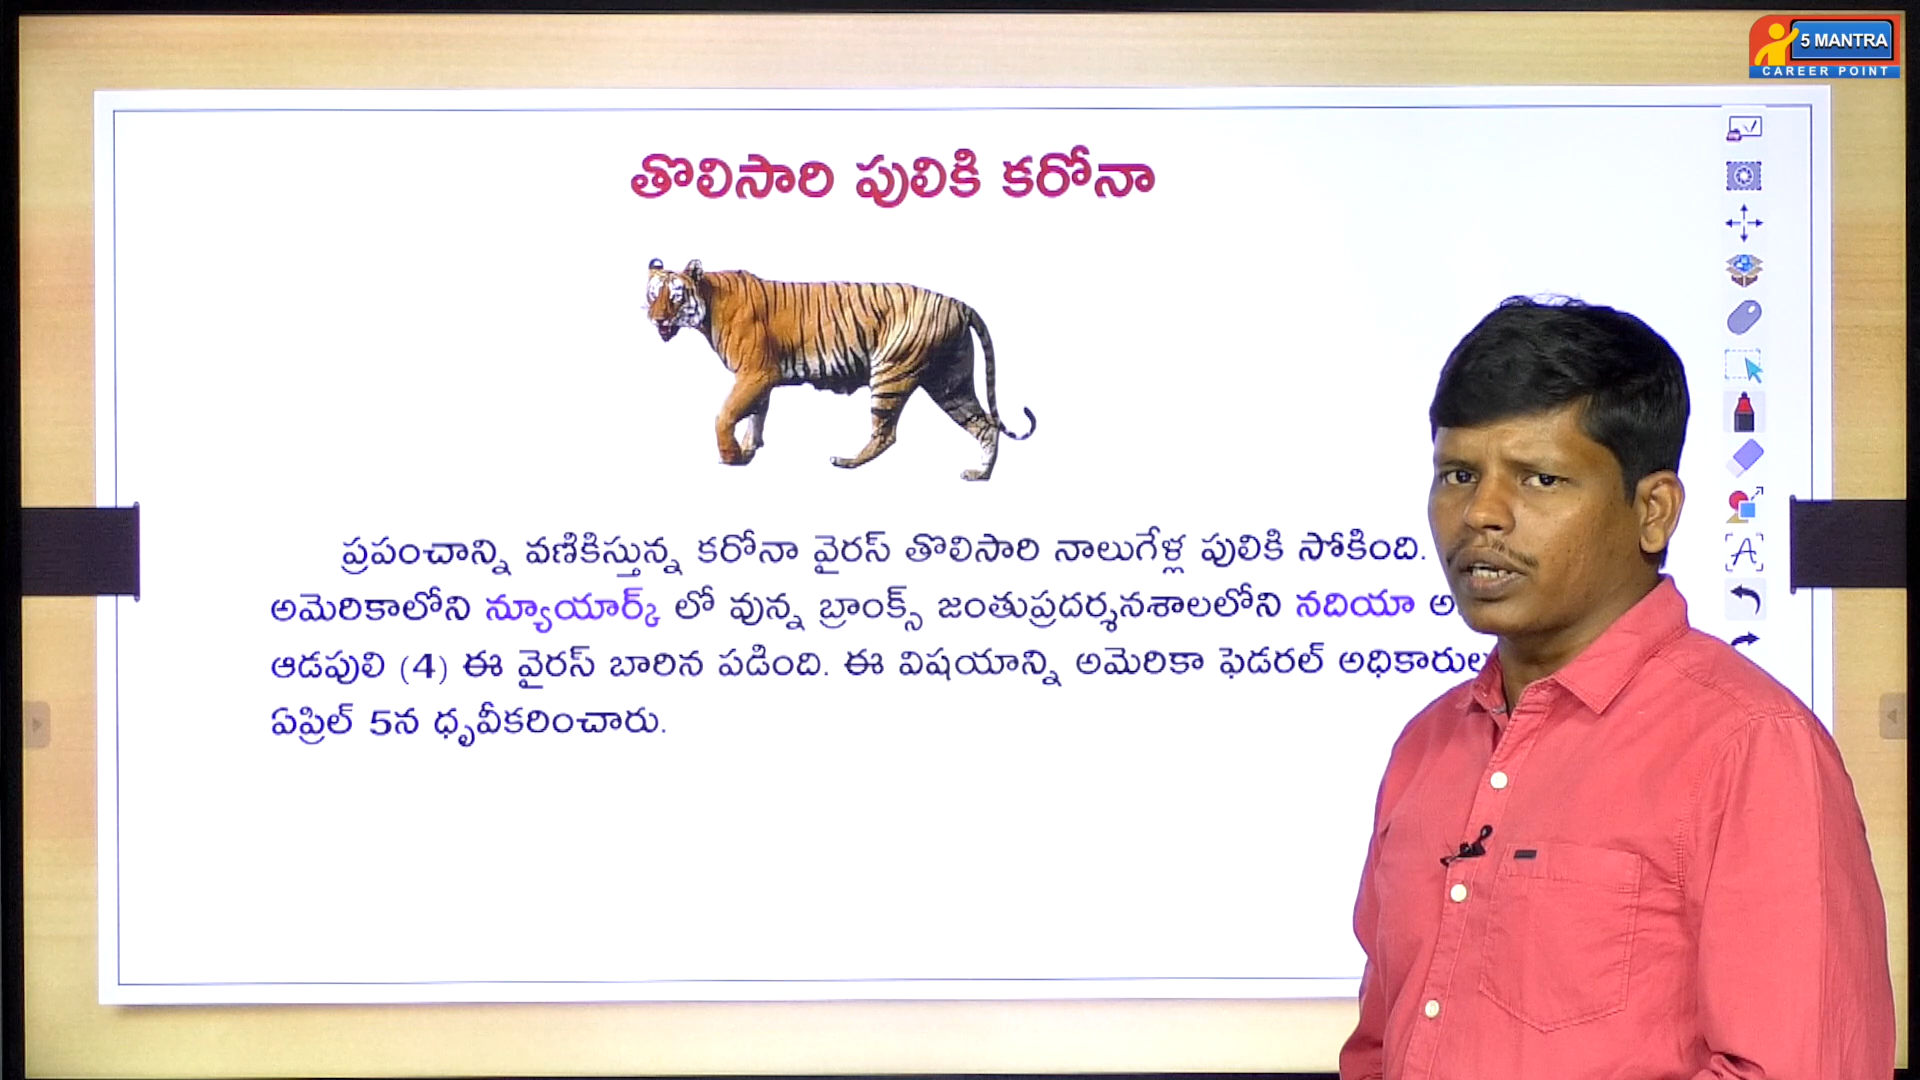 5 MANTRA
CAREER POINT
తొలిసారి పులికి కరోనా
ప్రపంచాన్ని వణికిస్తున్న కరోనా వైరస్ తొలిసారి నాలుగేళ్ల పులికి సోకింది.
అమెరికాలోని న్యూయార్క్ లో వున్న బ్రాంక్స్ జంతుప్రదర్శనశాలలోని నదియా
ఆడపులి (4) ఈ వైరస్ బారిన పడింది. ఈ విషయాన్ని అమెరికా ఫెడరల్ అధికారుల
ఏప్రిల్ 5న ధృవీకరించారు.